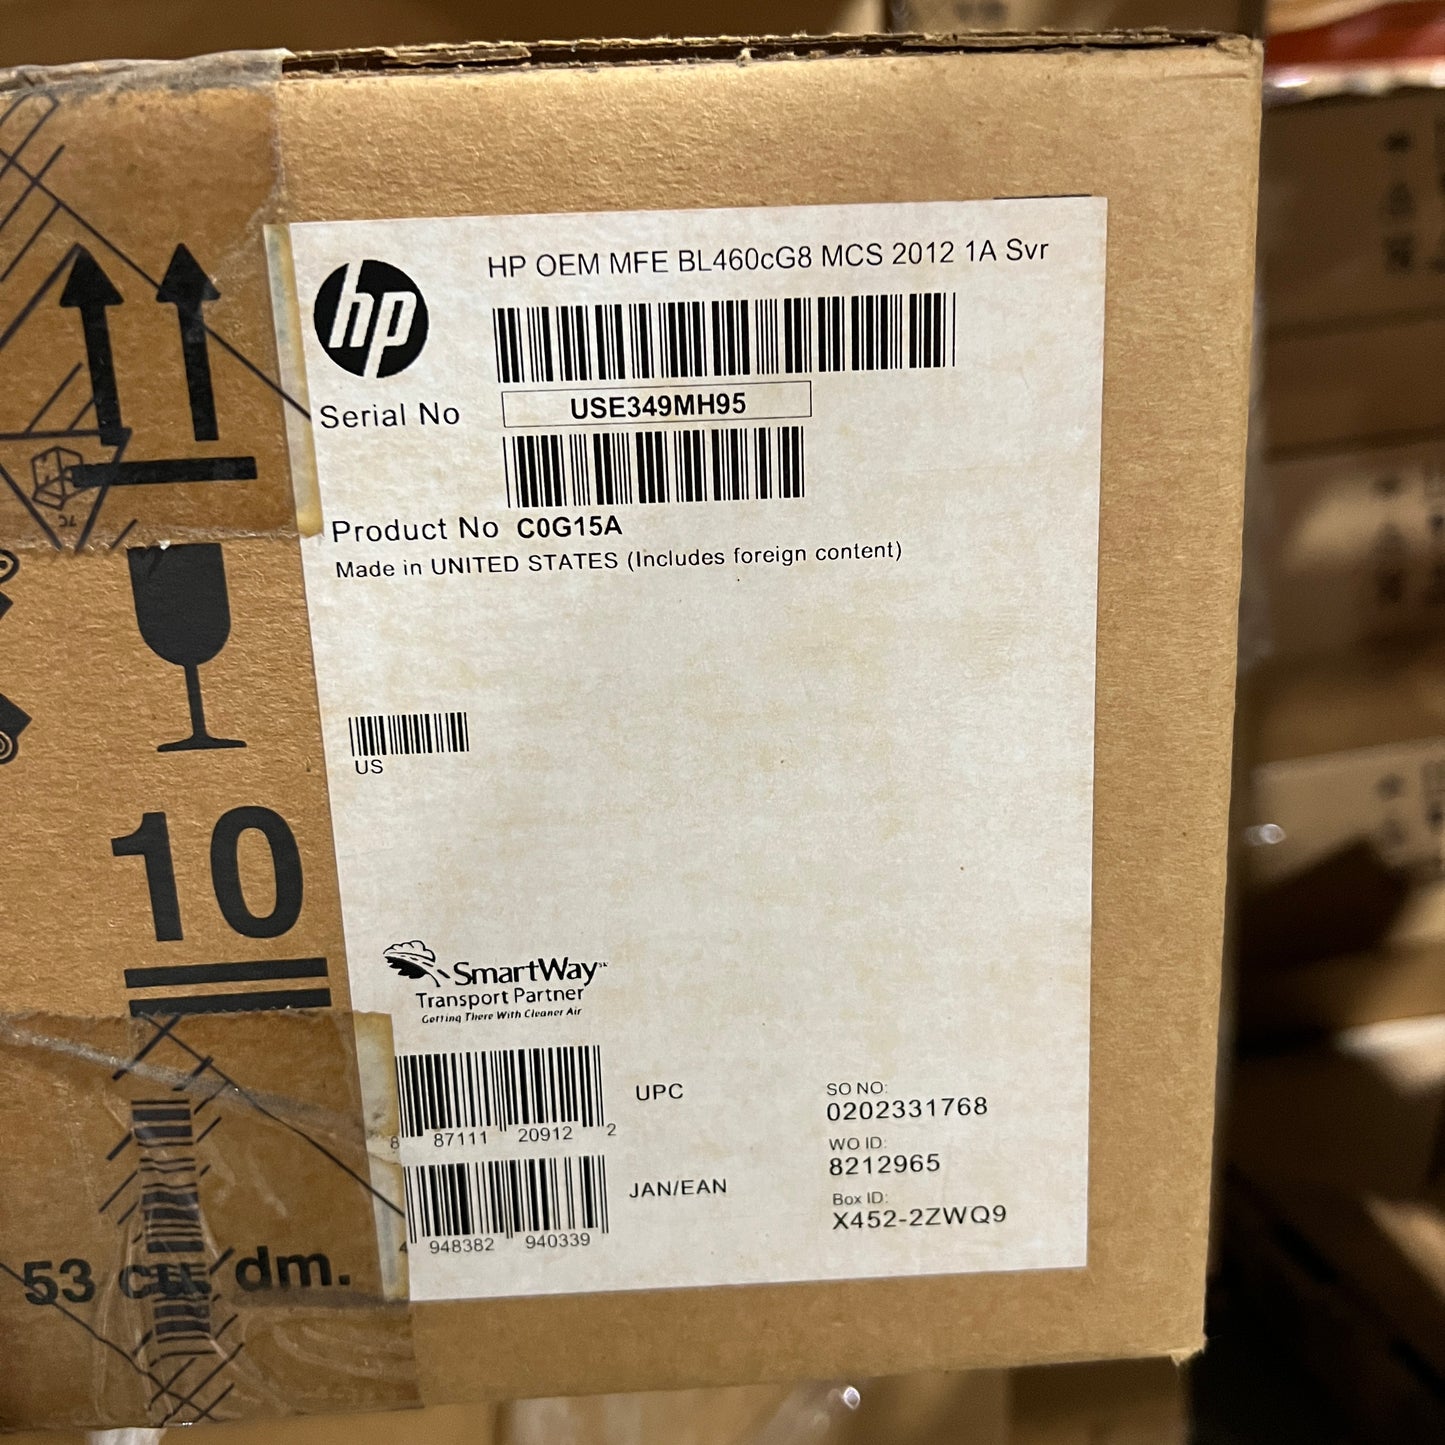 HP OEM MFE BL460cG8 MCS 2012 1A Svr
hp
Serial No USE349MH95
Product No C0G15A
Made in UNITED STATES (Includes foreign content)
US
10
SmartWay
Transport Partner
Getting There With Cleaner Air
UPC
8 87111 20912 2
JAN/EAN
4 948382 940339
SO NO:
0202331768
WO ID:
8212965
Box ID:
X452-2ZWQ9
53 cu. dm.